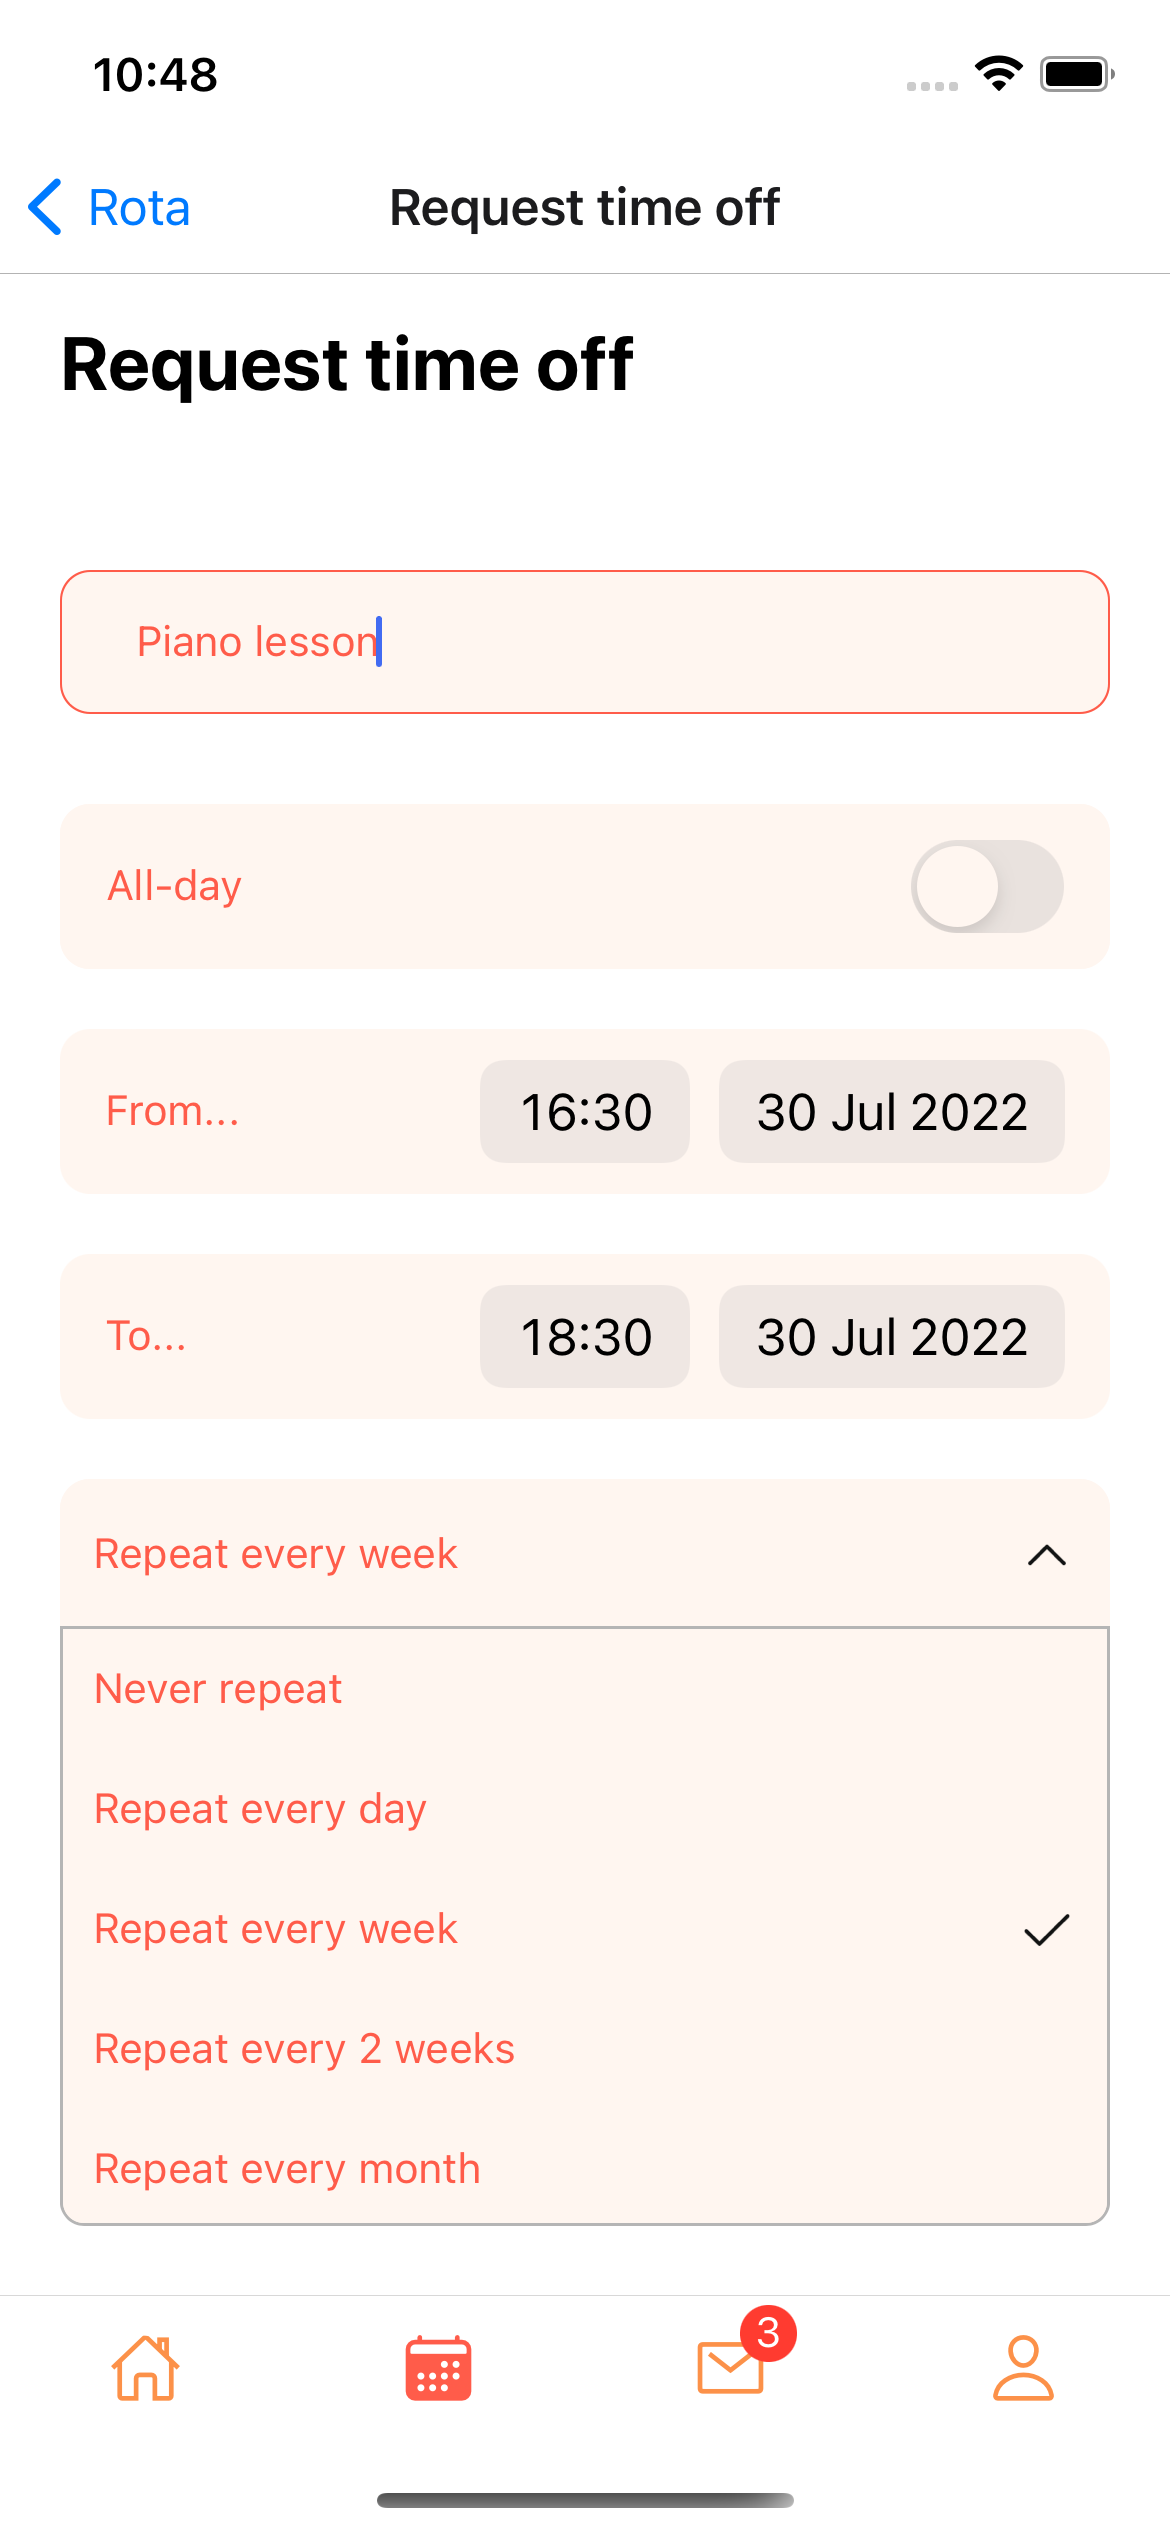 10:48
Rota
Request time off
Request time off
Piano lesson
All-day
From...
16:30
30 Jul 2022
To...
18:30
30 Jul 2022
Repeat every week
Never repeat
Repeat every day
Repeat every week
Repeat every 2 weeks
Repeat every month
3